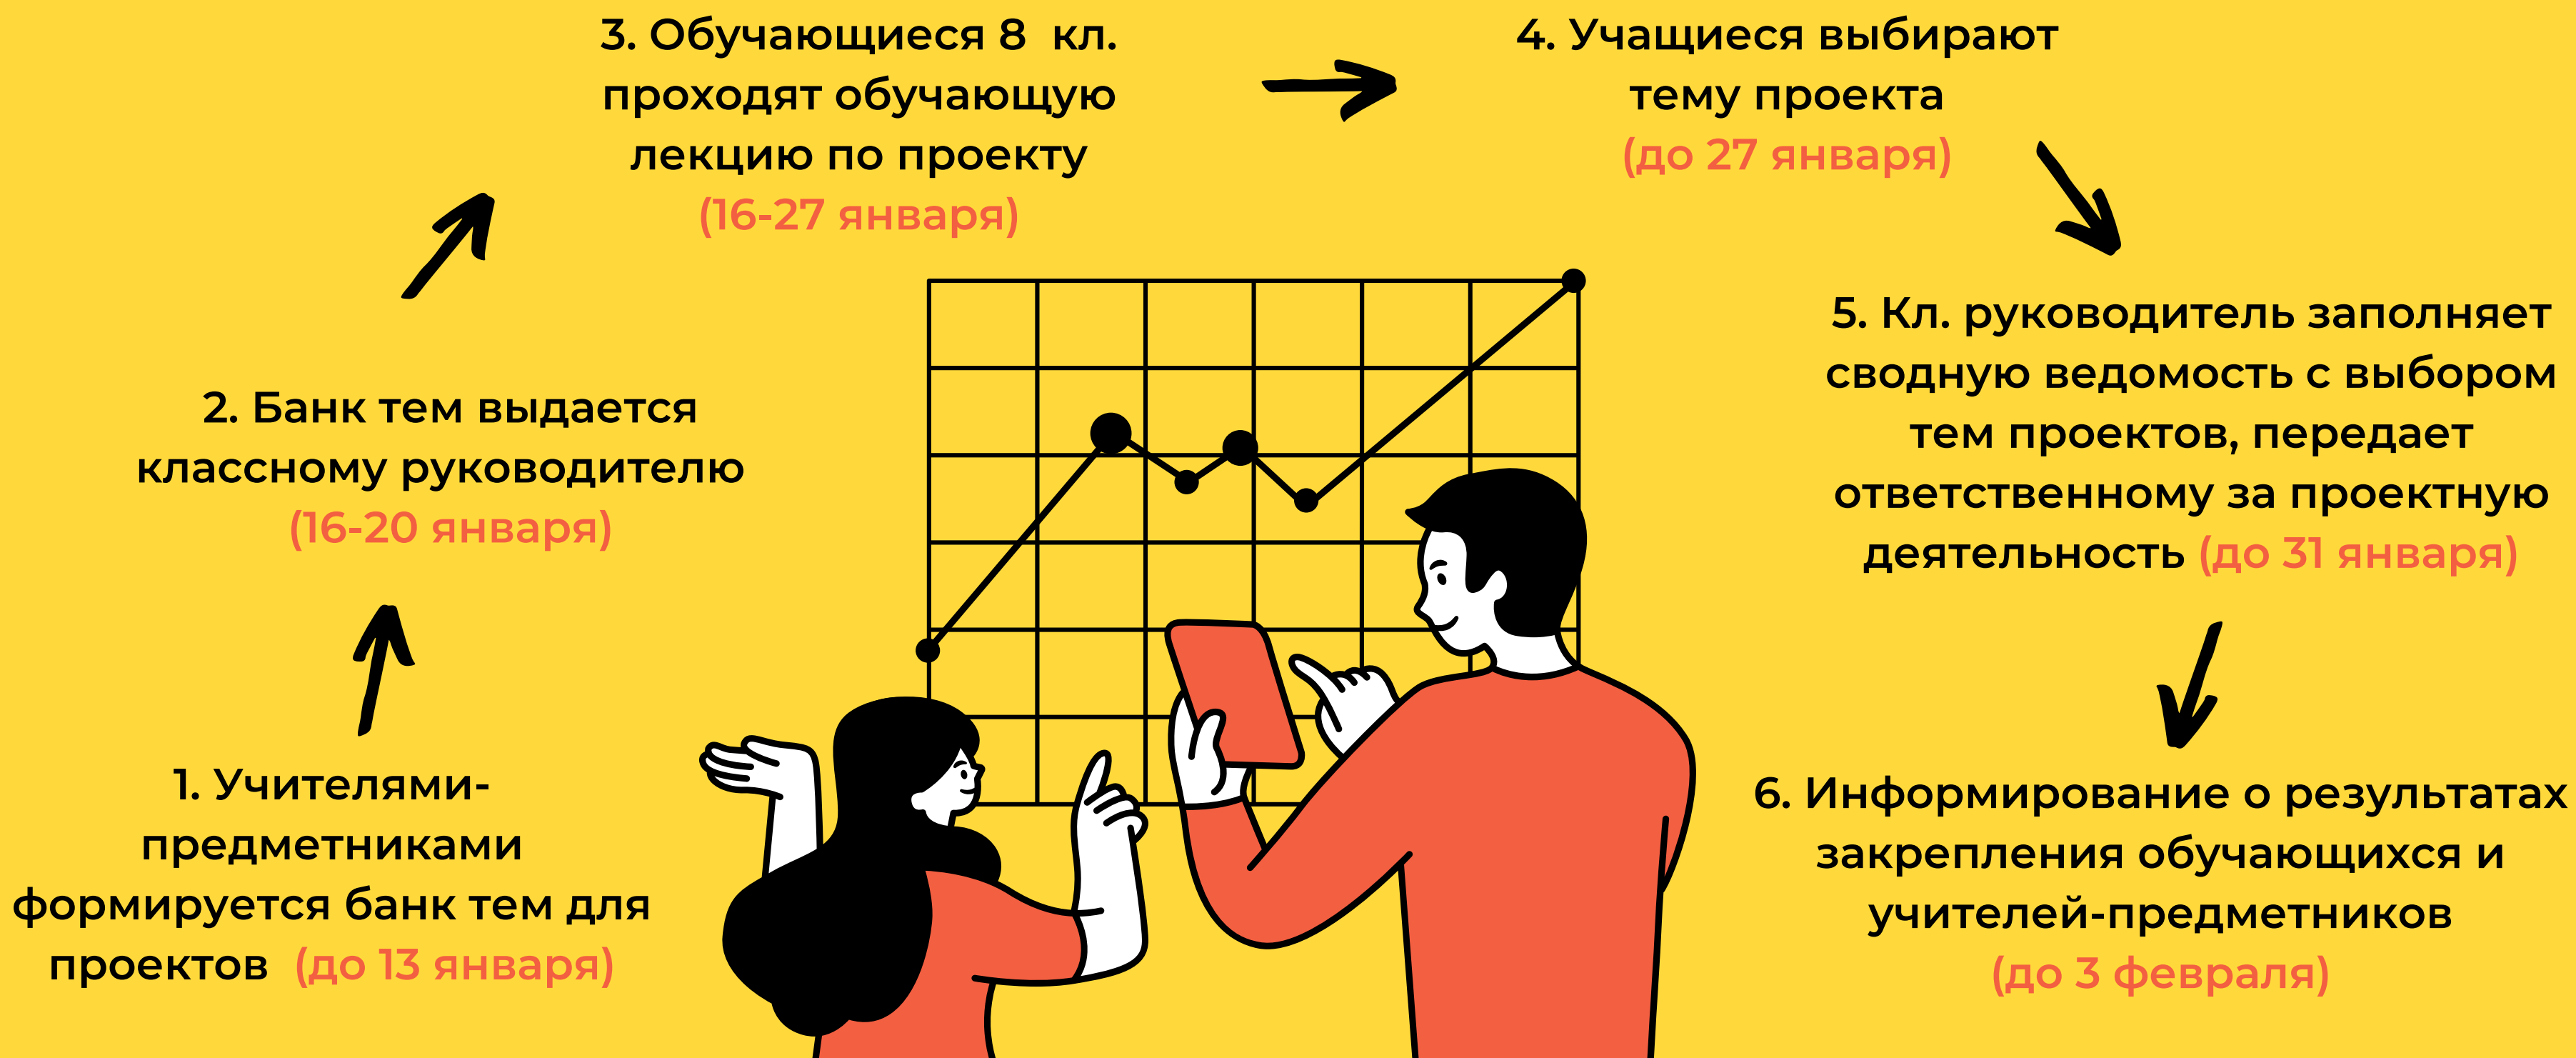 1. Учителями-
предметниками
формируется банк тем для
проектов (до 13 января)
2. Банк тем выдается
классному руководителю
(16-20 января)
3. Обучающиеся 8 кл.
проходят обучающую
лекцию по проекту
(16-27 января)
4. Учащиеся выбирают
тему проекта
(до 27 января)
5. Кл. руководитель заполняет
сводную ведомость с выбором
тем проектов, передает
ответственному за проектную
деятельность (до 31 января)
6. Информирование о результатах
закрепления обучающихся и
учителей-предметников
(до 3 февраля)